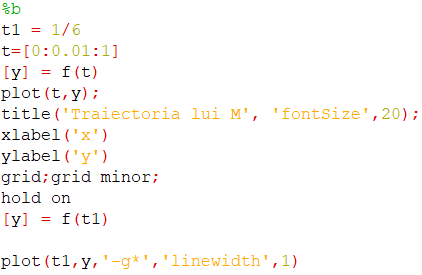 %b
t1 = 1/6
t=[0:0.01:1]
[y] = f(t)
plot(t,y);
title('Traiectoria lui M', 'fontSize',20);
xlabel('x')
ylabel('y')
grid;grid minor;
hold on
[y] = f(t1)
plot(t1,y,'-g*','linewidth',1)